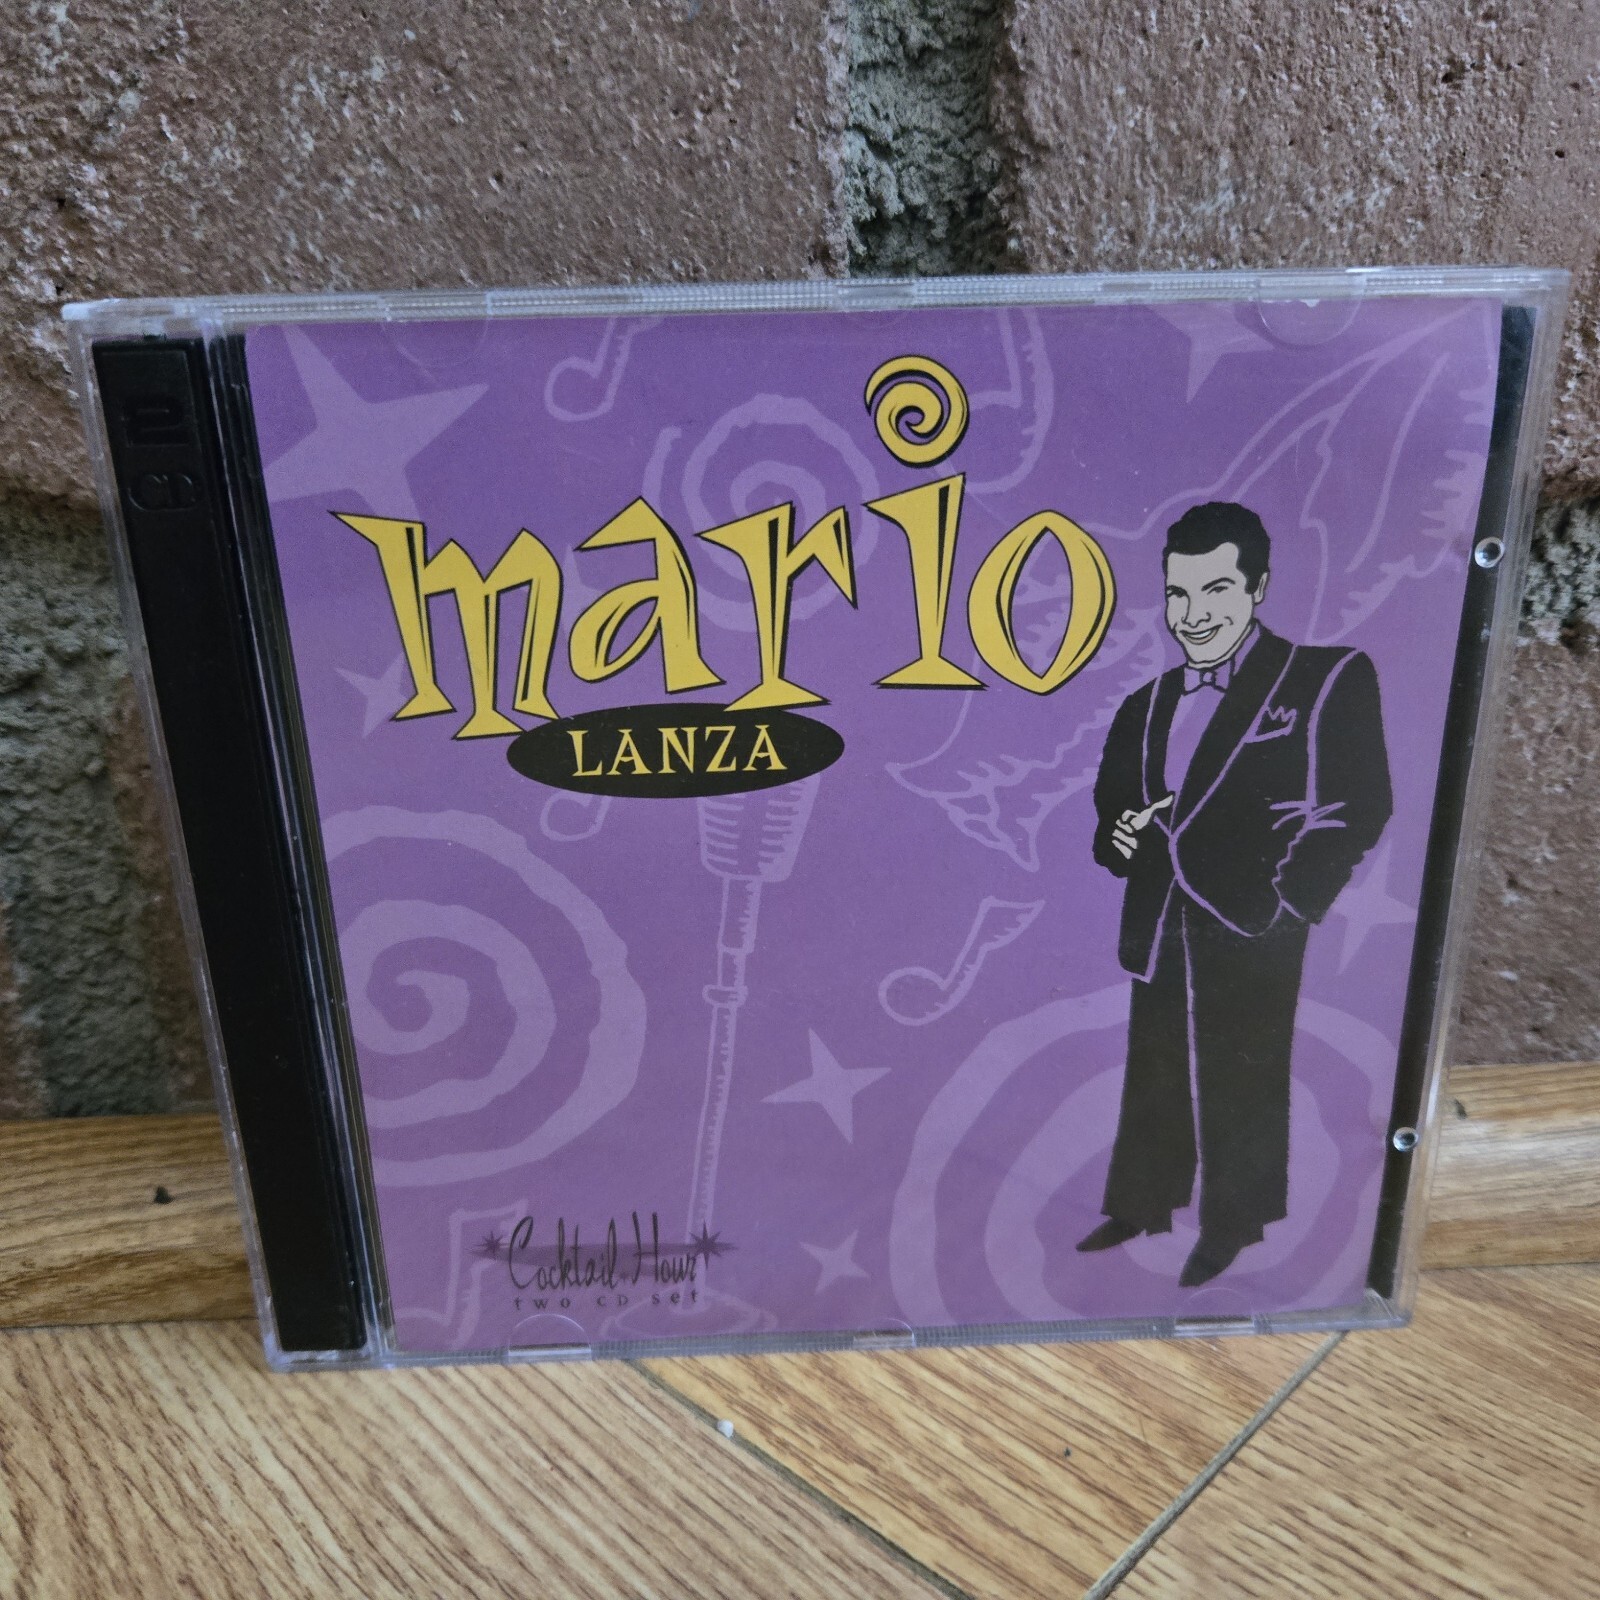 2
CD
mario
LANZA
Cocktail Hour
two CD set